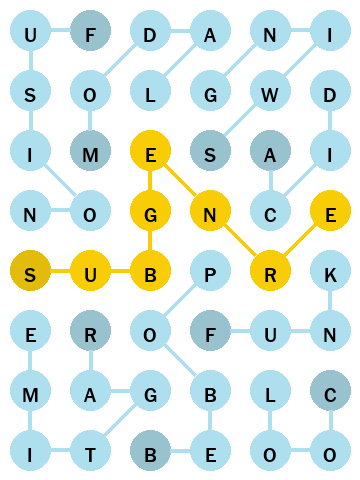 U F D A N I
S O L G W D
I M E S A I
N O G N C E
S U B P R K
E R O F U N
M A G B L C
I T B E O O